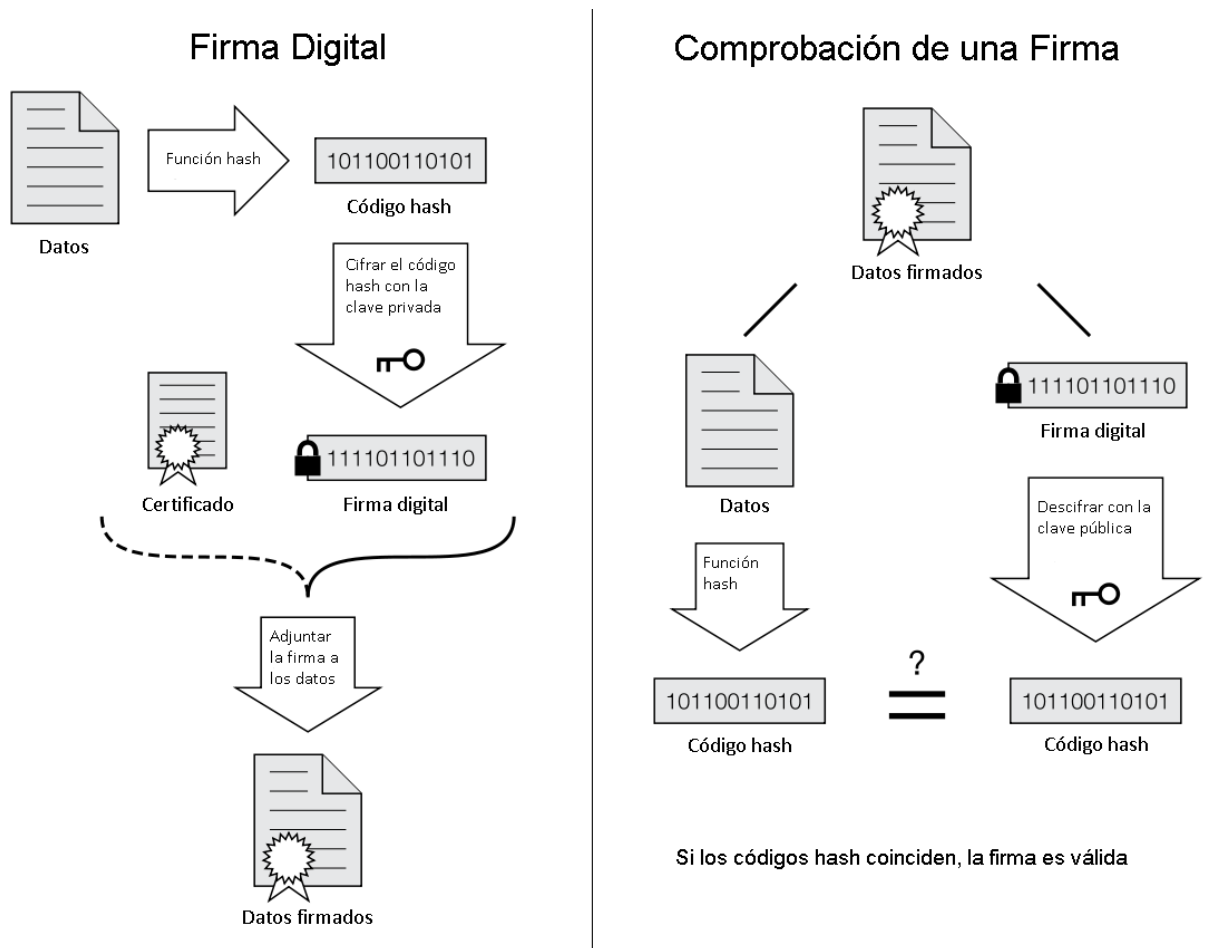 Firma Digital
Función hash
101100110101
Código hash
Datos
Cifrar el código
hash con la
clave privada
111101101110
Certificado
Firma digital
Adjuntar
la firma a
los datos
Datos firmados
Comprobación de una Firma
Datos firmados
111101101110
Firma digital
Datos
Descifrar con la
clave pública
Función
hash
?
101100110101
101100110101
Código hash
Código hash
Si los códigos hash coinciden, la firma es válida